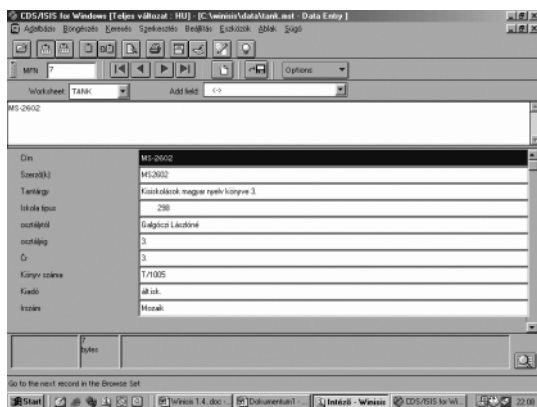 CDS/ISIS for Windows [Teljes változat : HU] - [C:\winisis\data\tank.mst - Data Entry ]
Adatbázis Böngészés Keresés Szerkesztés Beállítás Eszközök Ablak Súgó
MFN 7 Options
Worksheet: TANK Add field: <->
MS-2602
Cím MS-2602
Szerző(k) MS2602
Tantárgy Kisiskolások magyar nyelv könyve 3.
Iskola típus 298
osztálytól Galgóczi Lászlóné
osztályig 3.
Ár 3.
Könyv száma T/1005
Kiadó ált.isk.
Irszám Mozaik
7
bytes
Go to the next record in the Browse Set
Start Winisis 1.4. doc -... Dokumentum1 - ... Intéző - Winisis CDS/ISIS for Wi... 22:08